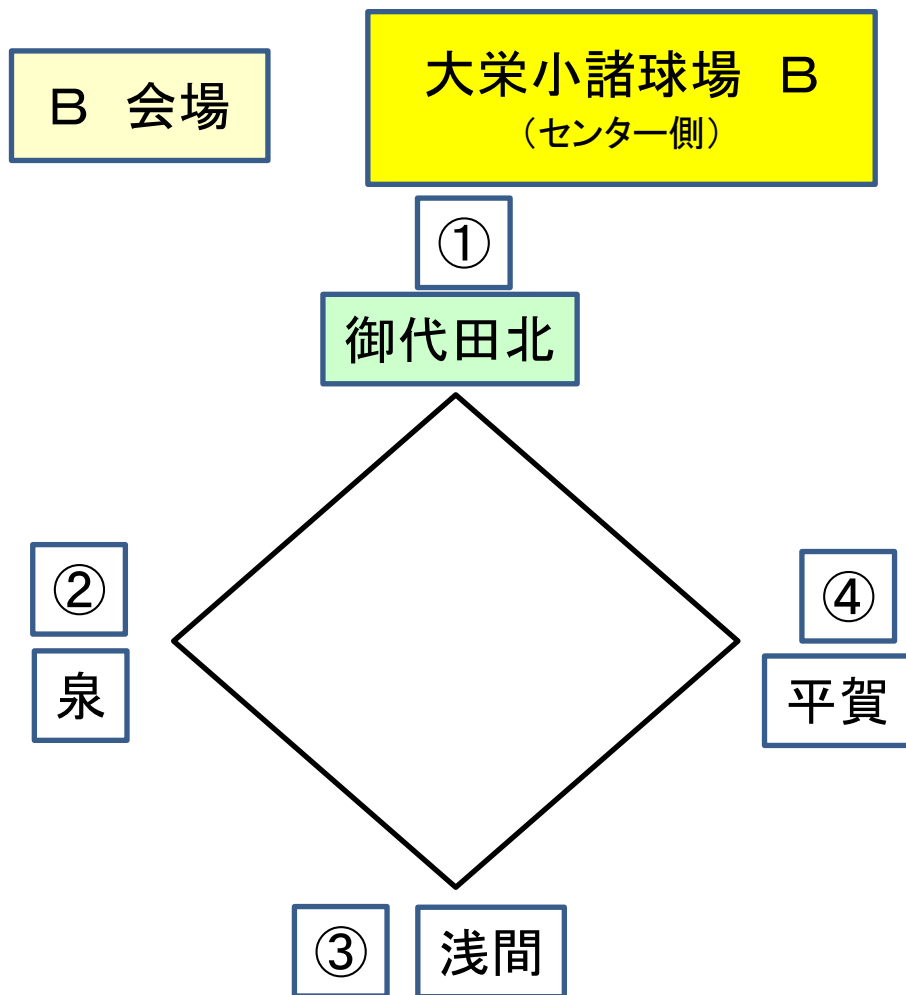 Ｂ　会場
大栄小諸球場　Ｂ
（センター側）
①
御代田北
②
泉
④
平賀
③
浅間